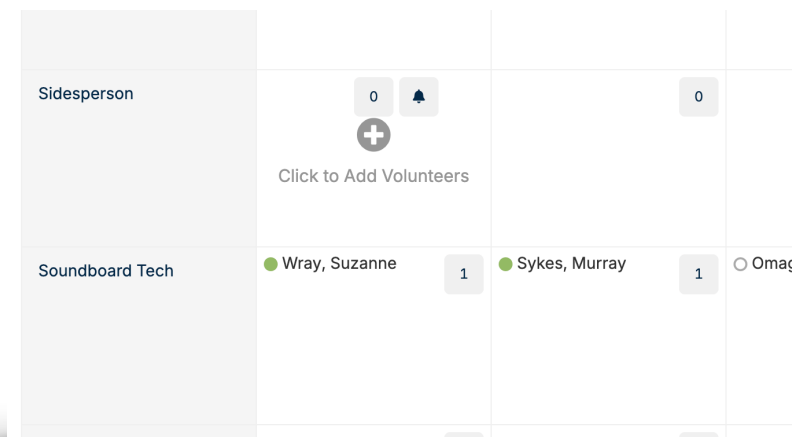 Sidesperson
0
0
Click to Add Volunteers
Soundboard Tech
Wray, Suzanne
1
Sykes, Murray
1